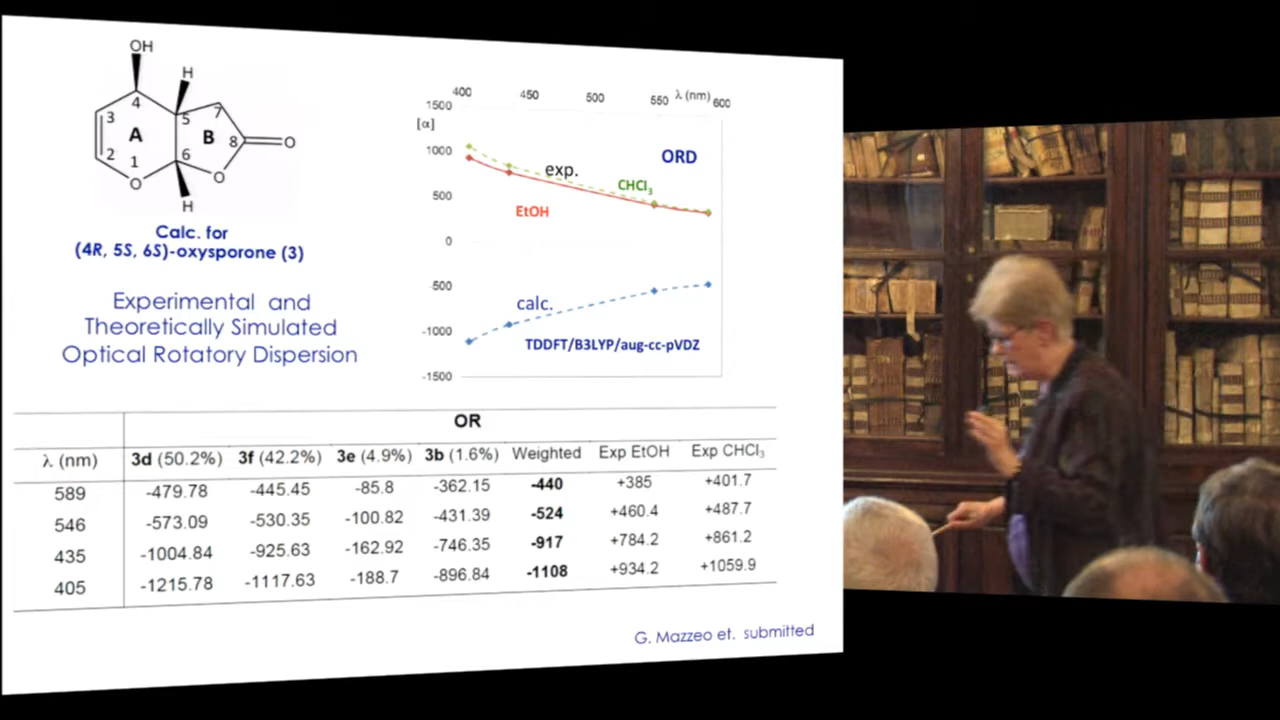 OH
H
4
3
5
7
A
B
8
O
2
1
6
O
O
H
Calc. for
(4R, 5S, 6S)-oxysporone (3)
Experimental and
Theoretically Simulated
Optical Rotatory Dispersion
400 450 500 550 λ (nm) 600
1500
[α]
1000
500
0
-500
-1000
-1500
ORD
exp.
CHCl3
EtOH
calc.
TDDFT/B3LYP/aug-cc-pVDZ
OR
λ (nm) 3d (50.2%) 3f (42.2%) 3e (4.9%) 3b (1.6%) Weighted Exp EtOH Exp CHCl3
589 -479.78 -445.45 -85.8 -362.15 -440 +385 +401.7
546 -573.09 -530.35 -100.82 -431.39 -524 +460.4 +487.7
435 -1004.84 -925.63 -162.92 -746.35 -917 +784.2 +861.2
405 -1215.78 -1117.63 -188.7 -896.84 -1108 +934.2 +1059.9
G. Mazzeo et. submitted